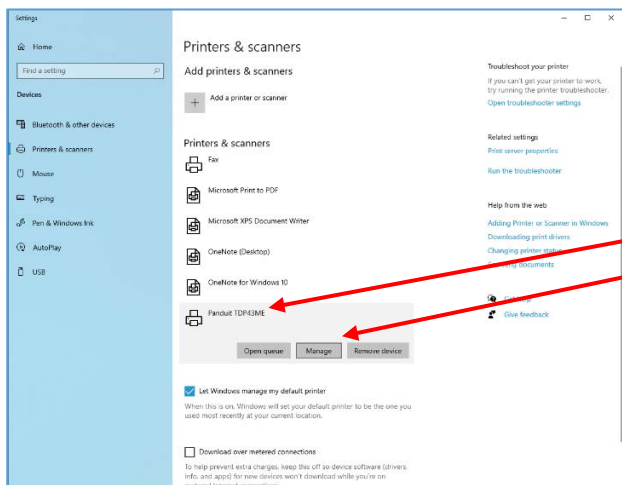 Settings
Home
Find a setting
Devices
Bluetooth & other devices
Printers & scanners
Mouse
Typing
Pen & Windows Ink
AutoPlay
USB
Printers & scanners
Add printers & scanners
Add a printer or scanner
Printers & scanners
Fax
Microsoft Print to PDF
Microsoft XPS Document Writer
OneNote (Desktop)
OneNote for Windows 10
Panduit TDP43ME
Open queue Manage Remove device
Let Windows manage my default printer
When this is on, Windows will set your default printer to be the one you
used most recently at your current location.
Download over metered connections
To help prevent extra charges, keep this off so device software (drivers,
info, and apps) for new devices won't download while you're on
Troubleshoot your printer
If you can't get your printer to work,
try running the printer troubleshooter.
Open troubleshooter settings
Related settings
Print server properties
Run the troubleshooter
Help from the web
Adding Printer or Scanner in Windows
Downloading print drivers
Changing printer status
documents
Give feedback